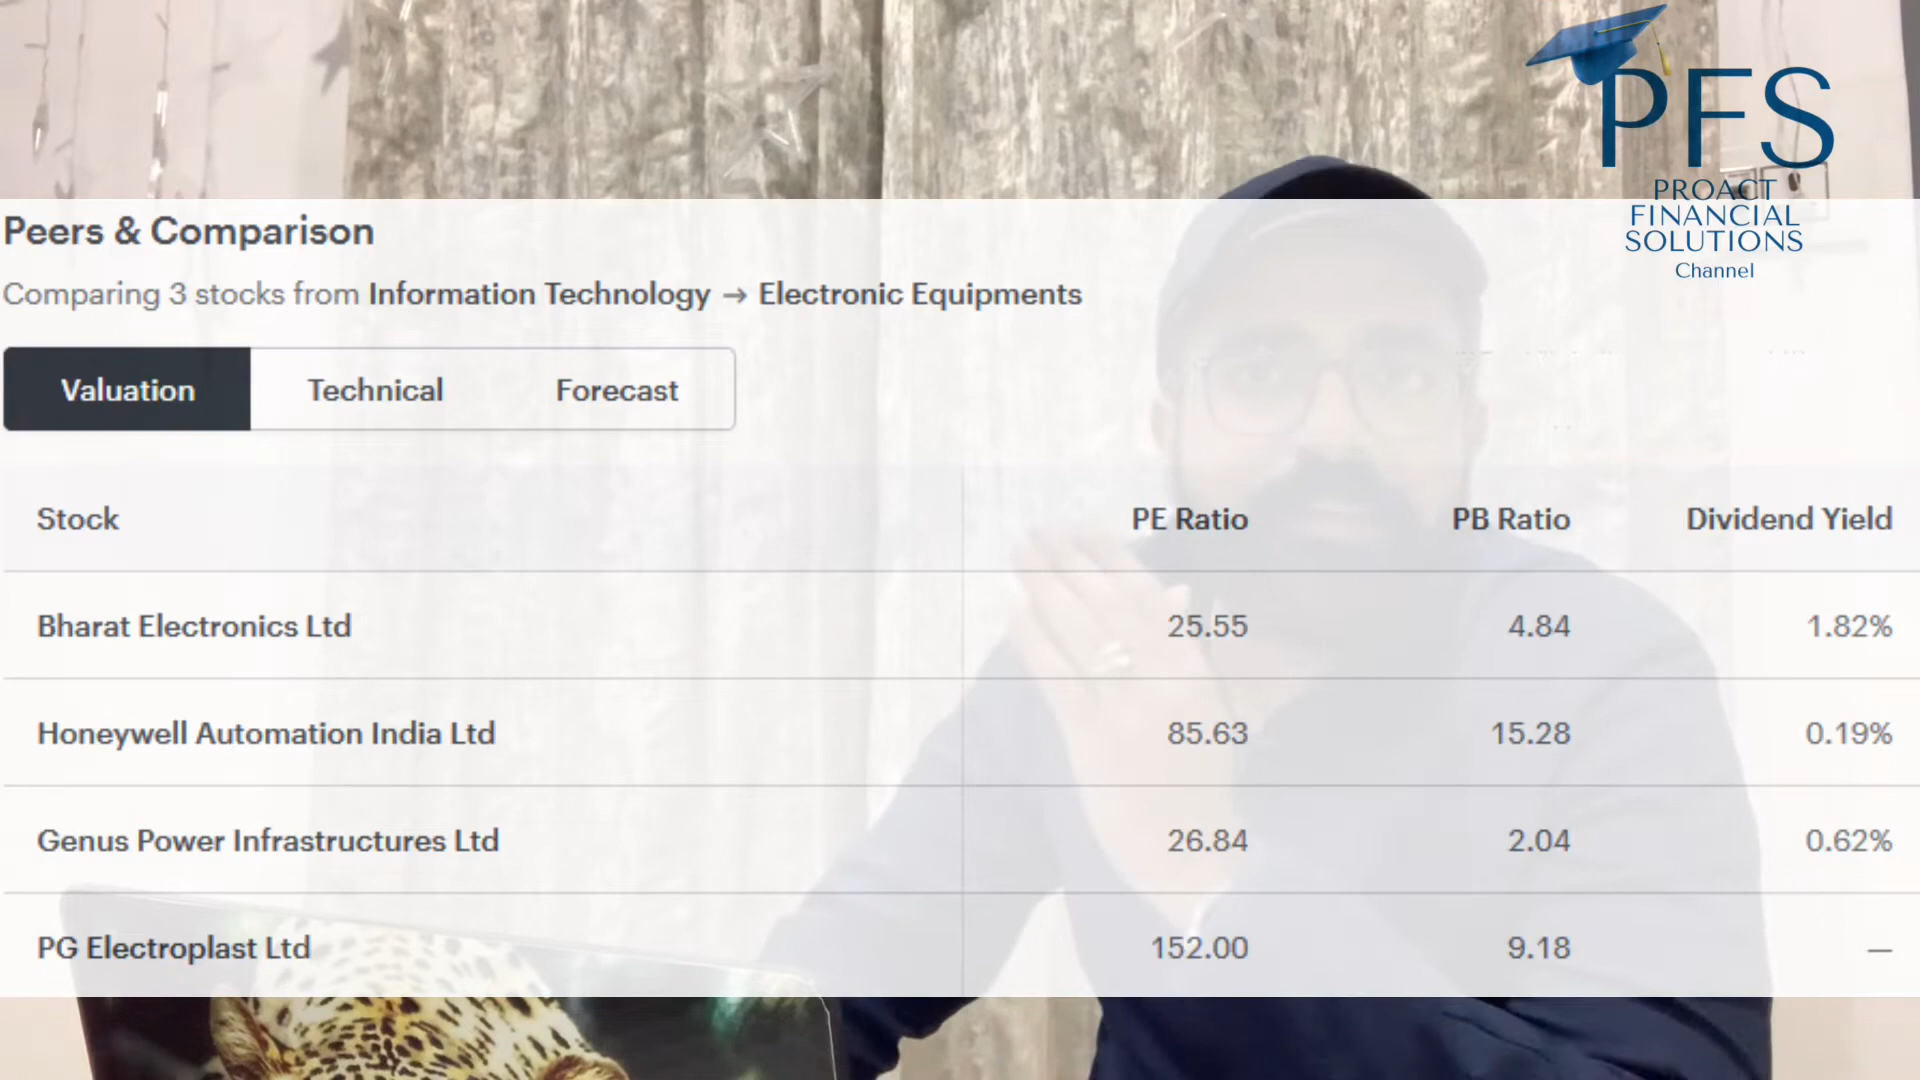 PFS
PROACT
FINANCIAL
SOLUTIONS
Channel
Peers & Comparison
Comparing 3 stocks from Information Technology → Electronic Equipments
Valuation Technical Forecast
Stock PE Ratio PB Ratio Dividend Yield
Bharat Electronics Ltd 25.55 4.84 1.82%
Honeywell Automation India Ltd 85.63 15.28 0.19%
Genus Power Infrastructures Ltd 26.84 2.04 0.62%
PG Electroplast Ltd 152.00 9.18 —